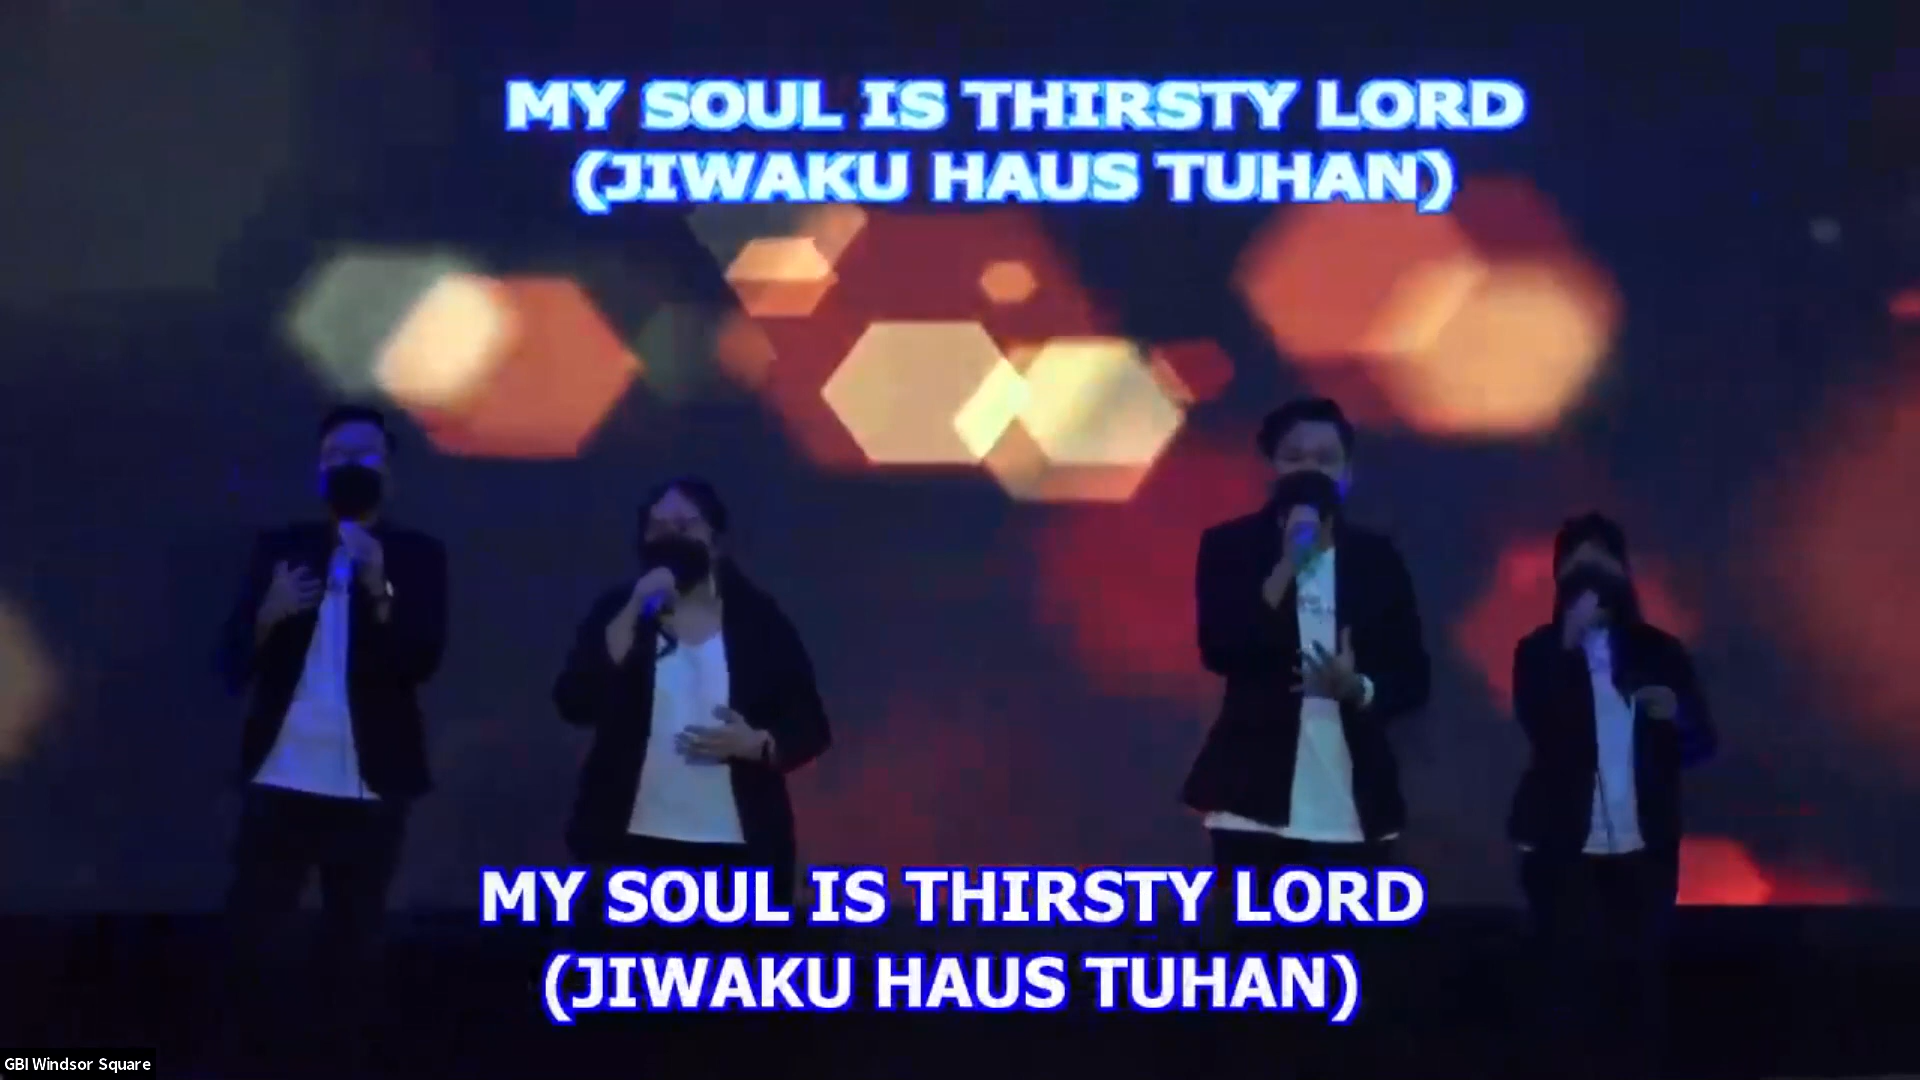 MY SOUL IS THIRSTY LORD
(JIWAKU HAUS TUHAN)
MY SOUL IS THIRSTY LORD
(JIWAKU HAUS TUHAN)
GBI Windsor Square